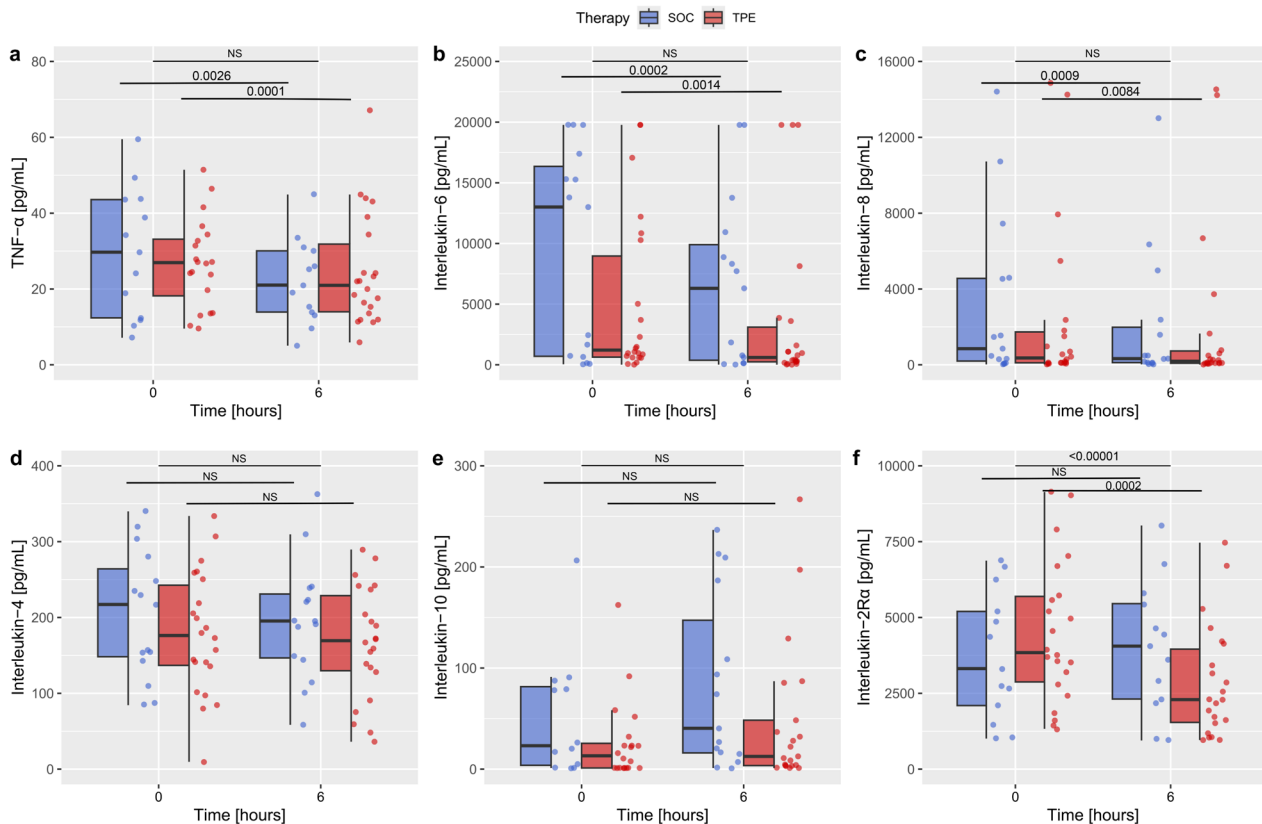 Therapy SOC TPE
a
NS
0.0026
0.0001
80
60
40
20
0
TNF−α [pg/mL]
0 6
Time [hours]
b
NS
0.0002
0.0014
25000
20000
15000
10000
5000
0
Interleukin−6 [pg/mL]
0 6
Time [hours]
c
NS
0.0009
0.0084
16000
12000
8000
4000
0
Interleukin−8 [pg/mL]
0 6
Time [hours]
d
NS
NS
NS
400
300
200
100
0
Interleukin−4 [pg/mL]
0 6
Time [hours]
e
NS
NS
NS
300
200
100
0
Interleukin−10 [pg/mL]
0 6
Time [hours]
f
<0.00001
NS
0.0002
10000
7500
5000
2500
0
Interleukin−2Rα [pg/mL]
0 6
Time [hours]